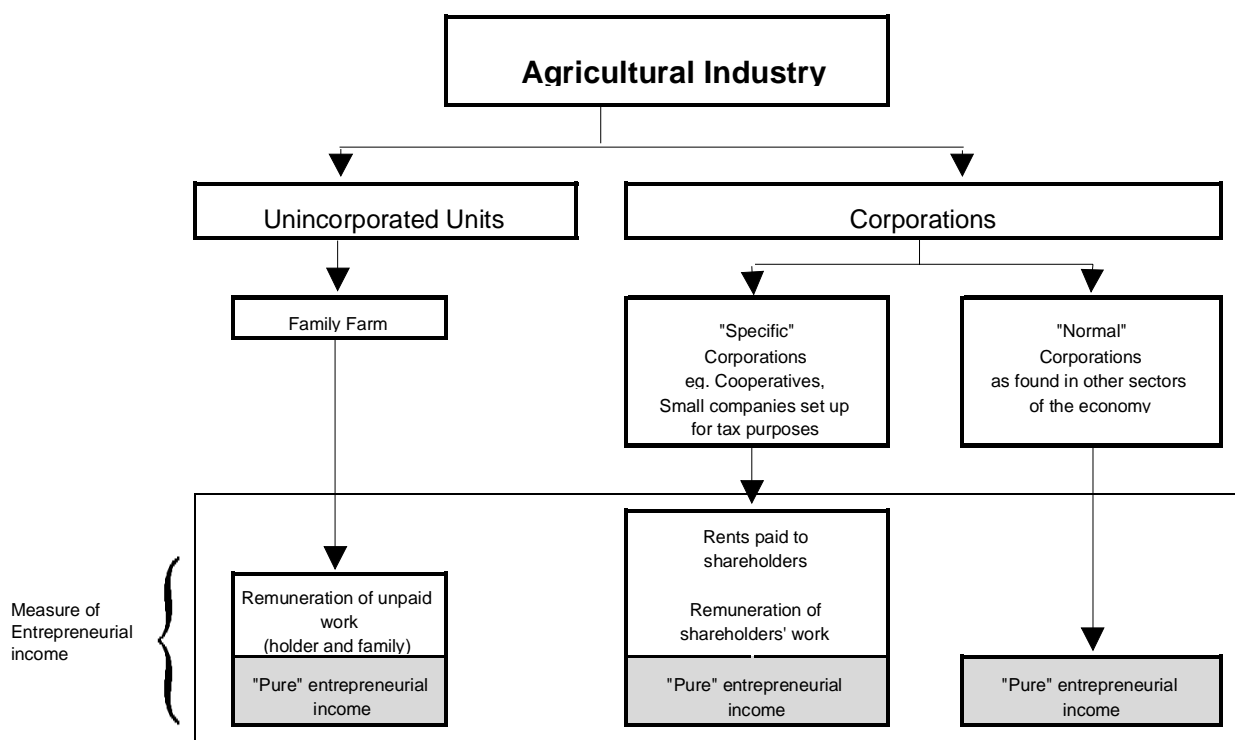 Agricultural Industry
Unincorporated Units
Corporations
Family Farm
"Specific"
Corporations
eg. Cooperatives,
Small companies set up
for tax purposes
"Normal"
Corporations
as found in other sectors
of the economy
Measure of
Entrepreneurial
income
Remuneration of unpaid
work
(holder and family)
"Pure" entrepreneurial
income
Rents paid to
shareholders
Remuneration of
shareholders' work
"Pure" entrepreneurial
income
"Pure" entrepreneurial
income